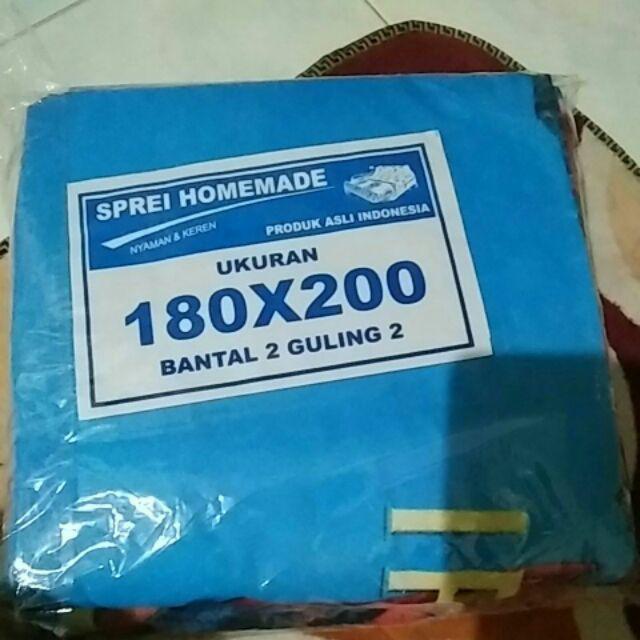 SPREI HOMEMADE
NYAMAN & KEREN
PRODUK ASLI INDONESIA
UKURAN
180X200
BANTAL 2 GULING 2